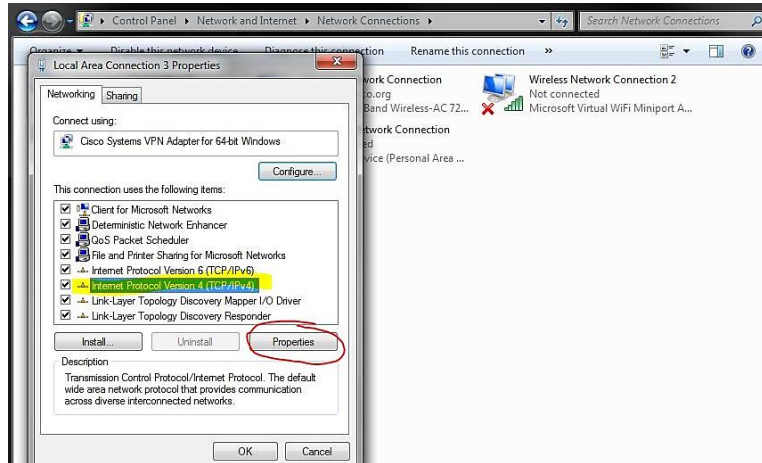 Control Panel Network and Internet Network Connections Search Network Connections
Organize Disable this network device Diagnose this connection Rename this connection »
Local Area Connection 3 Properties
Networking Sharing
Connect using:
Cisco Systems VPN Adapter for 64-bit Windows
Configure...
This connection uses the following items:
Client for Microsoft Networks
Deterministic Network Enhancer
QoS Packet Scheduler
File and Printer Sharing for Microsoft Networks
Internet Protocol Version 6 (TCP/IPv6)
Internet Protocol Version 4 (TCP/IPv4)
Link-Layer Topology Discovery Mapper I/O Driver
Link-Layer Topology Discovery Responder
Install... Uninstall Properties
Description
Transmission Control Protocol/Internet Protocol. The default
wide area network protocol that provides communication
across diverse interconnected networks.
OK Cancel
work Connection
co.org
Band Wireless-AC 72...
etwork Connection
ed
vice (Personal Area ...
Wireless Network Connection 2
Not connected
Microsoft Virtual WiFi Miniport A...